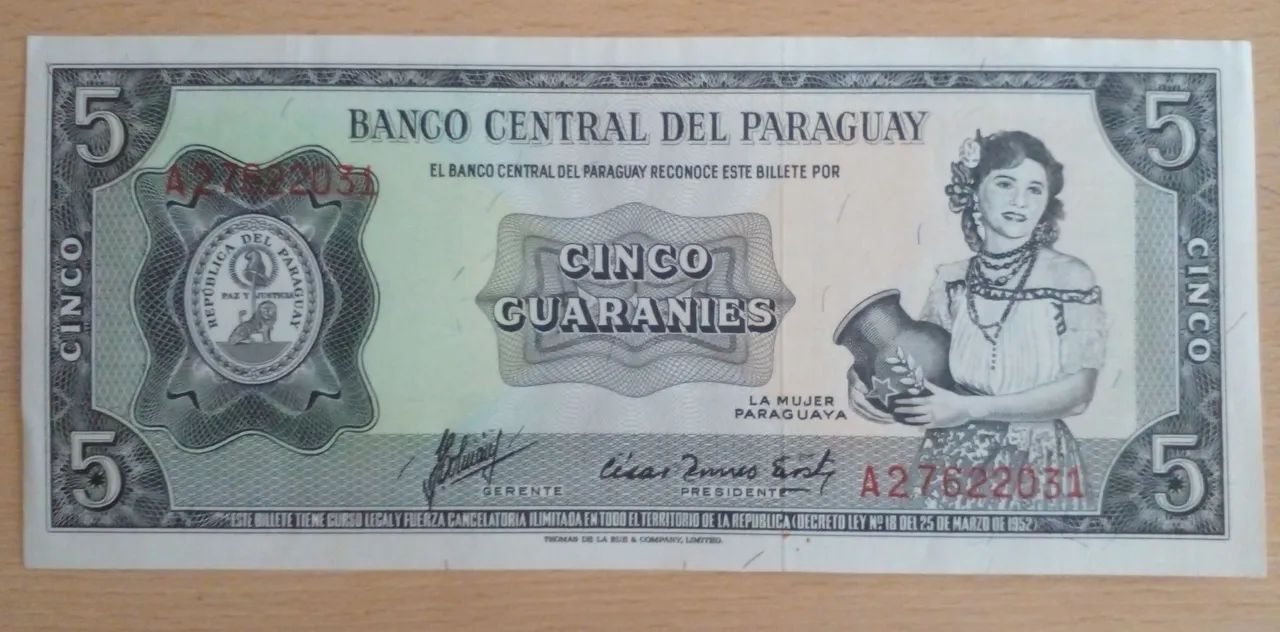 5
5
BANCO CENTRAL DEL PARAGUAY
EL BANCO CENTRAL DEL PARAGUAY RECONOCE ESTE BILLETE POR
A27622031
REPÚBLICA DEL PARAGUAY
PAZ Y JUSTICIA
CINCO
CINCO
CINCO
GUARANIES
LA MUJER
PARAGUAYA
5
5
GERENTE
PRESIDENTE
A27622031
ESTE BILLETE TIENE CURSO LEGAL Y FUERZA CANCELATORIA ILIMITADA EN TODO EL TERRITORIO DE LA REPUBLICA (DECRETO LEY Nº 18 DEL 25 DE MARZO DE 1952)
THOMAS DE LA RUE & COMPANY, LIMITED.